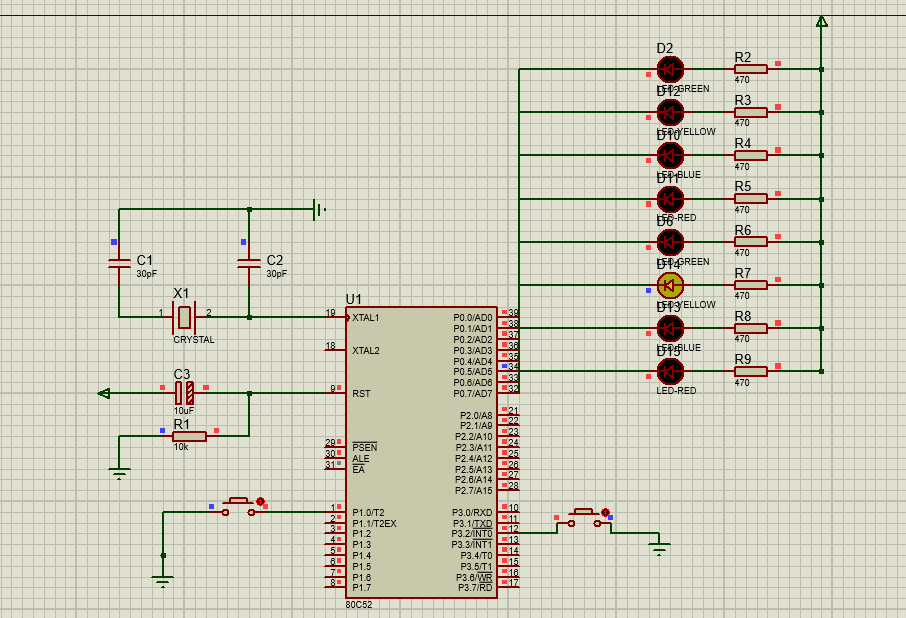 D2
R2
LED-GREEN
470
D12
R3
LED-YELLOW
470
D10
R4
LED-BLUE
470
D11
R5
LED-RED
470
D6
R6
LED-GREEN
470
D14
R7
LED-YELLOW
470
D13
R8
LED-BLUE
470
D15
R9
LED-RED
470
C1
30pF
C2
30pF
X1
1
2
CRYSTAL
C3
10uF
R1
10k
U1
19 XTAL1
18 XTAL2
9 RST
29 PSEN
30 ALE
31 EA
1 P1.0/T2
2 P1.1/T2EX
3 P1.2
4 P1.3
5 P1.4
6 P1.5
7 P1.6
8 P1.7
P0.0/AD0 39
P0.1/AD1 38
P0.2/AD2 37
P0.3/AD3 36
P0.4/AD4 35
P0.5/AD5 34
P0.6/AD6 33
P0.7/AD7 32
P2.0/A8 21
P2.1/A9 22
P2.2/A10 23
P2.3/A11 24
P2.4/A12 25
P2.5/A13 26
P2.6/A14 27
P2.7/A15 28
P3.0/RXD 10
P3.1/TXD 11
P3.2/INT0 12
P3.3/INT1 13
P3.4/T0 14
P3.5/T1 15
P3.6/WR 16
P3.7/RD 17
80C52